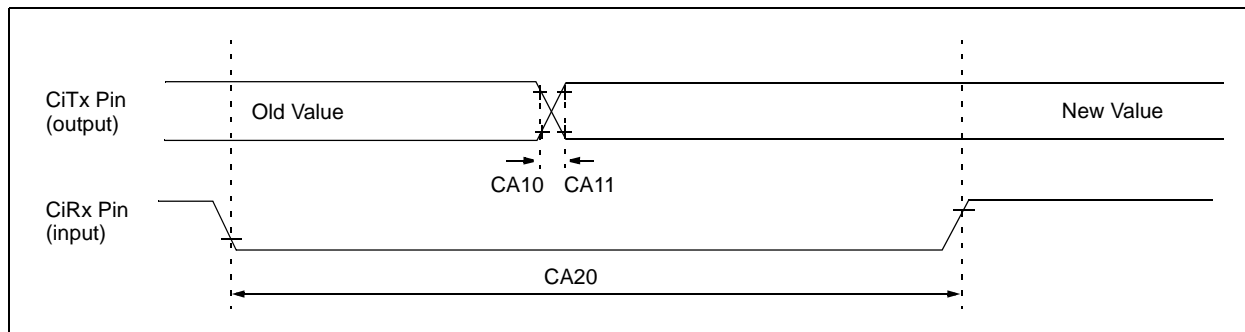 CiTx Pin
(output)
Old Value
New Value
CA10 CA11
CiRx Pin
(input)
CA20